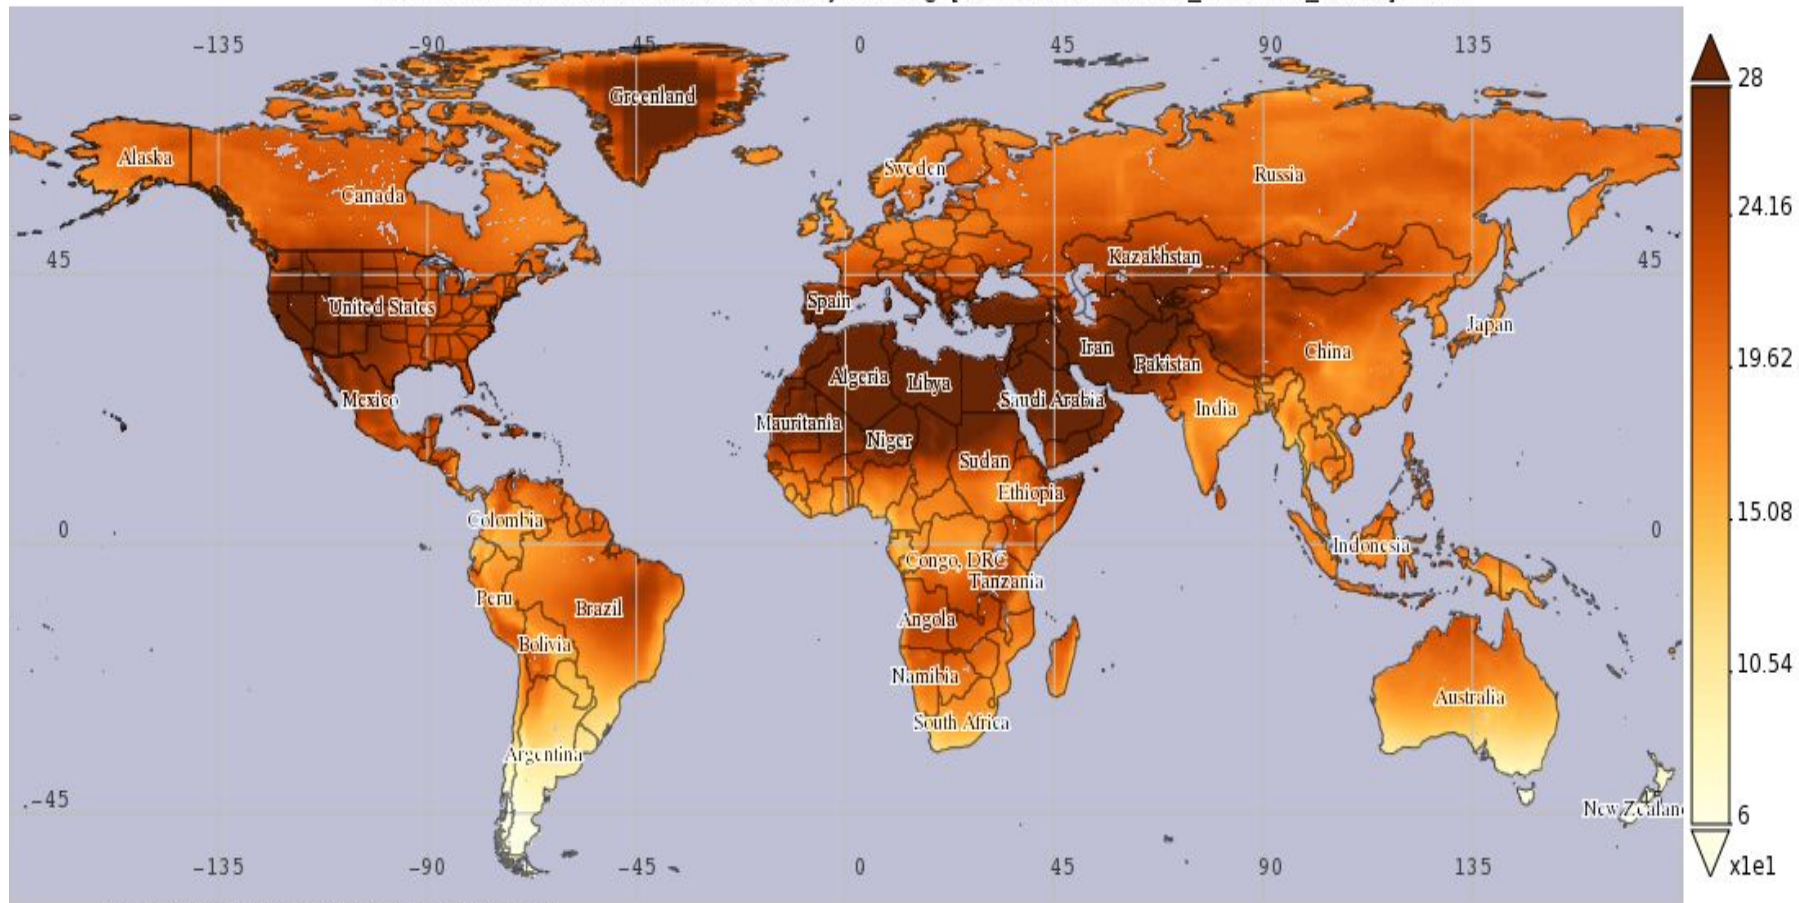 -135 -90 -45 0 45 90 135
28
Greenland
Alaska
Sweden
Russia
Canada
24.16
45
Kazakhstan
45
Spain
United States
Japan
Iran
China
19.62
Pakistan
Algeria
Libya
Mexico
Saudi Arabia
India
Mauritania
Niger
Sudan
Ethiopia
15.08
Colombia
0
0
Indonesia
Congo, DRC
Tanzania
Peru
Brazil
Angola
Bolivia
10.54
Namibia
Australia
South Africa
Argentina
-45
New Zealan
6
-135 -90 -45 0 45 90 135
x1e1